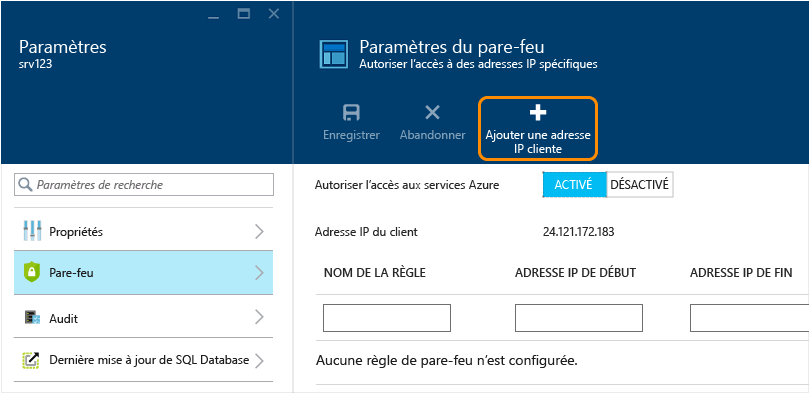 Paramètres
srv123
Paramètres du pare-feu
Autoriser l'accès à des adresses IP spécifiques
Enregistrer
Abandonner
Ajouter une adresse
IP cliente
Paramètres de recherche
Propriétés
Pare-feu
Audit
Dernière mise à jour de SQL Database
Autoriser l'accès aux services Azure
ACTIVÉ
DÉSACTIVÉ
Adresse IP du client
24.121.172.183
NOM DE LA RÈGLE
ADRESSE IP DE DÉBUT
ADRESSE IP DE FIN
Aucune règle de pare-feu n'est configurée.